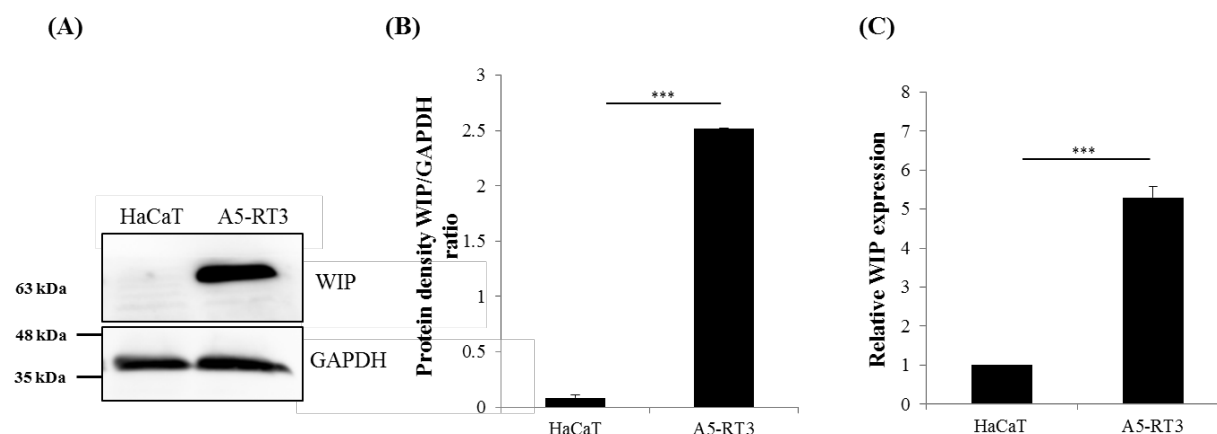 (A)
HaCaT A5-RT3
63 kDa
WIP
48 kDa
35 kDa
GAPDH
(B)
Protein density WIP/GAPDH
ratio
3
2.5
2
1.5
1
0.5
0
***
HaCaT A5-RT3
(C)
Relative WIP expression
8
7
6
5
4
3
2
1
0
***
HaCaT A5-RT3